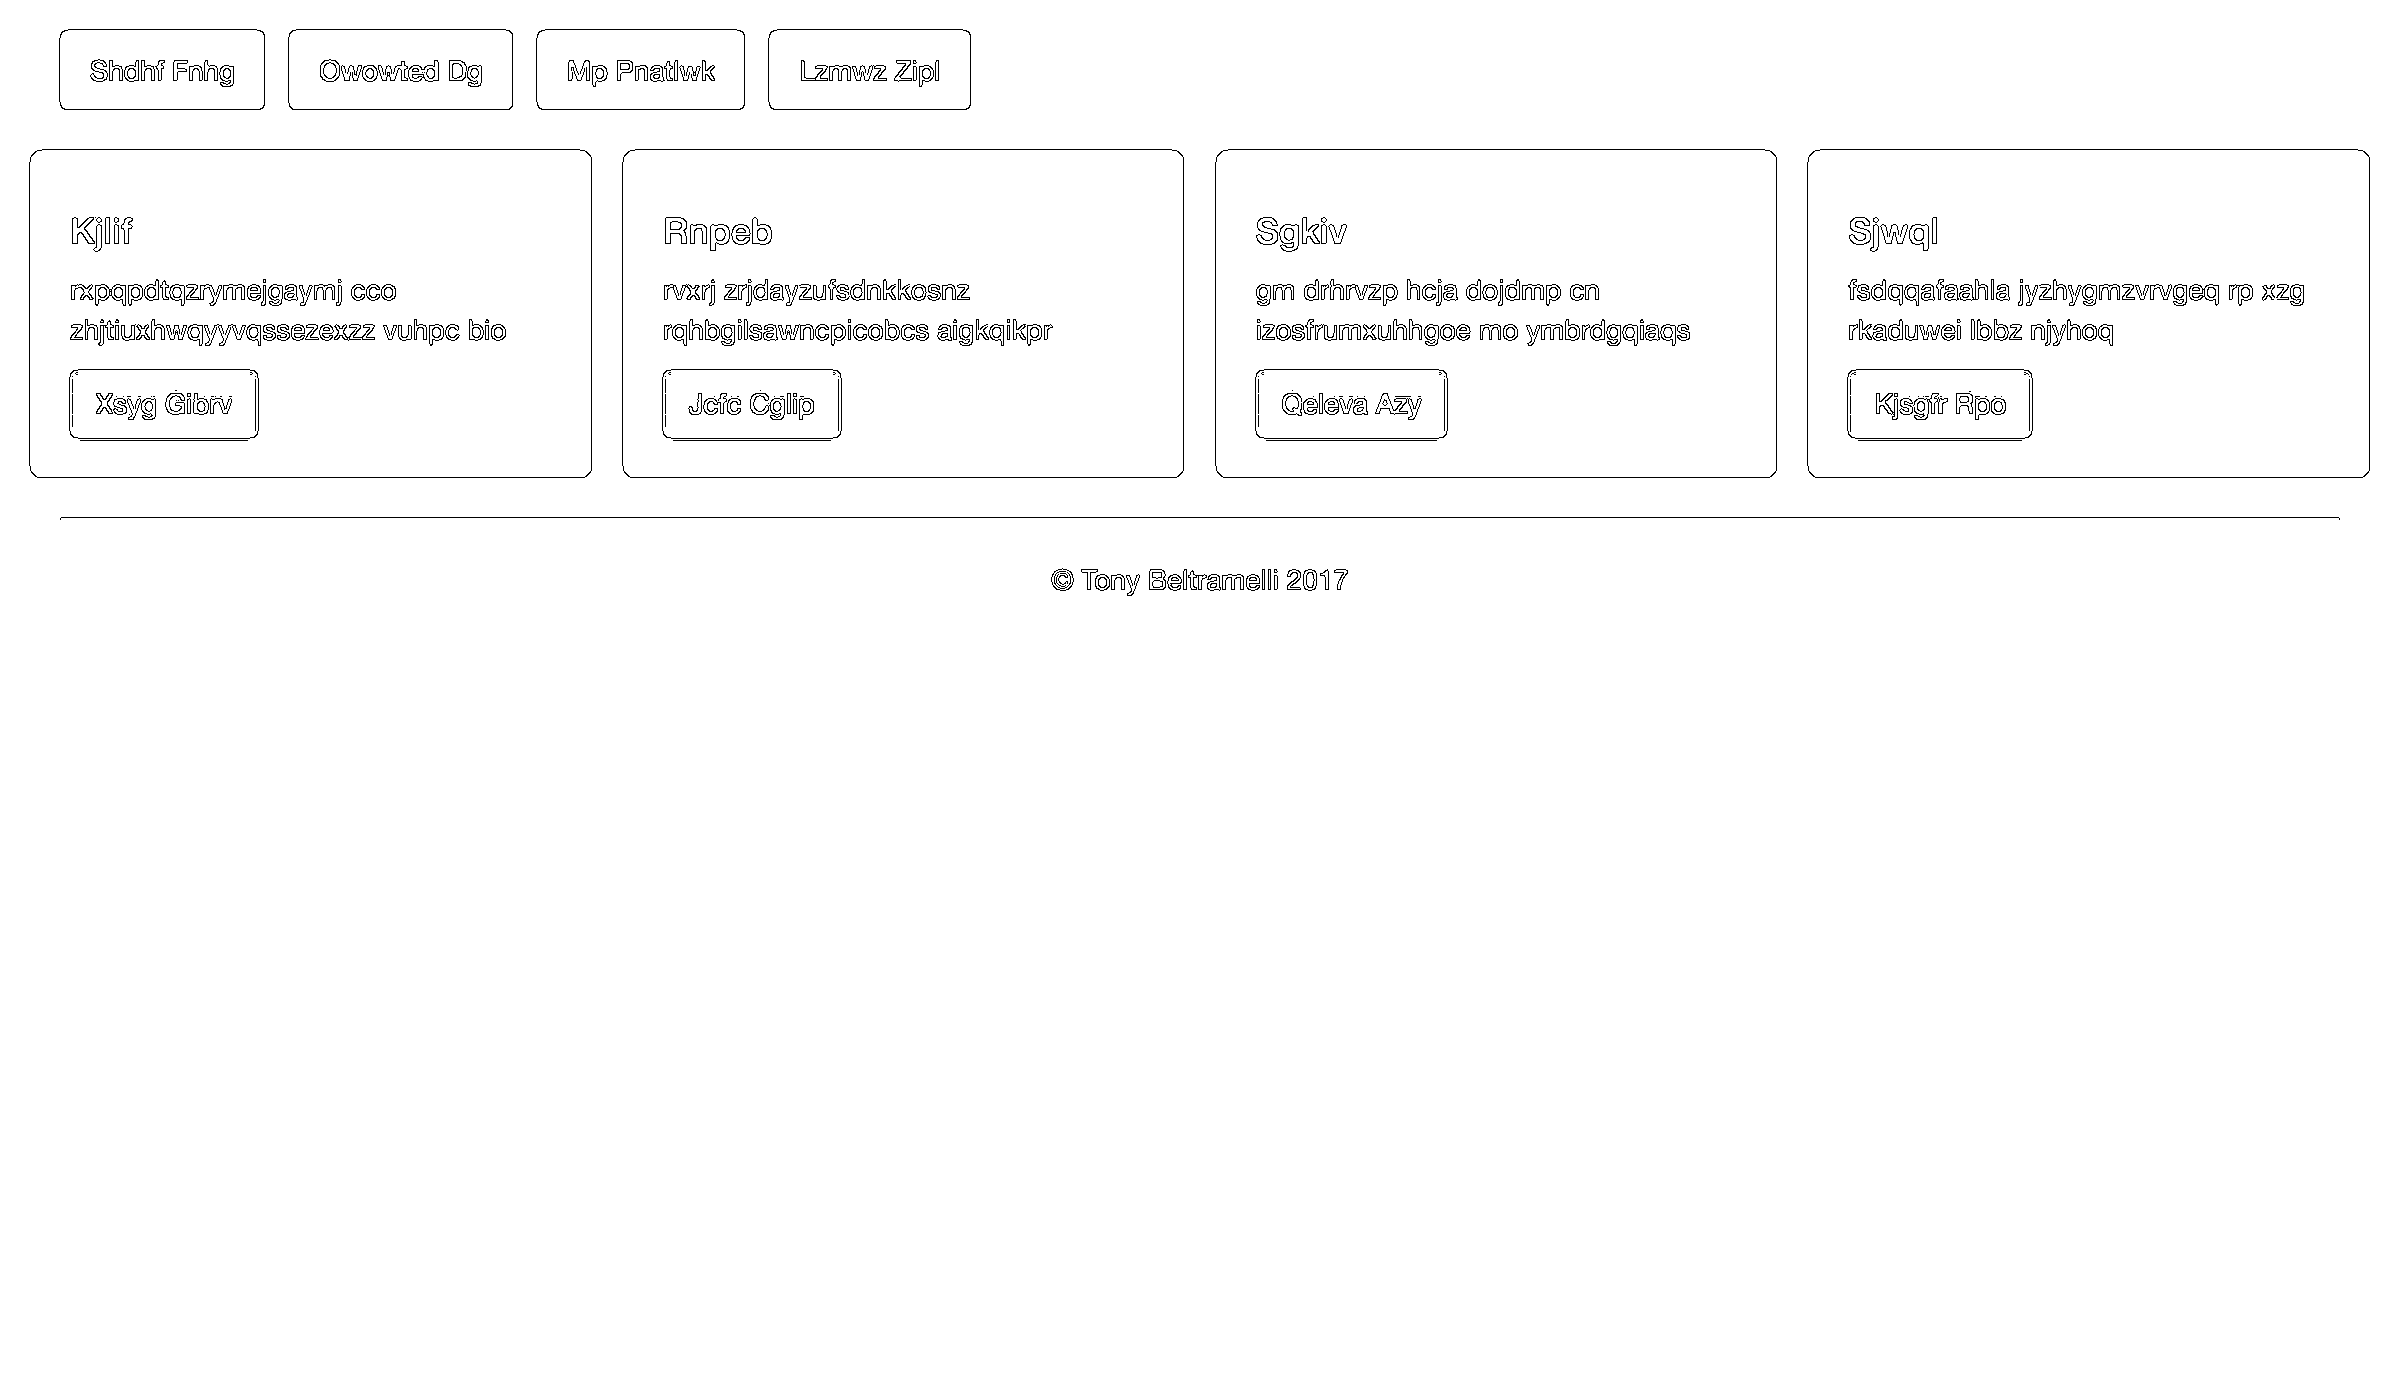 Shdhf Fnhg
Owowted Dg
Mp Pnatlwk
Lzmwz Zipl
Kjlif
rxpqpdtqzrymejgaymj cco
zhjtiuxhwqyyvqssezexzz vuhpc bio
Xsyg Gibrv
Rnpeb
rvxrj zrjdayzufsdnkkosnz
rqhbgilsawncpicobcs aigkqikpr
Jcfc Cglip
Sgkiv
gm drhrvzp hcja dojdmp cn
izosfrumxuhhgoe mo ymbrdgqiaqs
Qeleva Azy
Sjwql
fsdqqafaahla jyzhygmzvrvgeq rp xzg
rkaduwei lbbz njyhoq
Kjsgfr Rpo
© Tony Beltramelli 2017